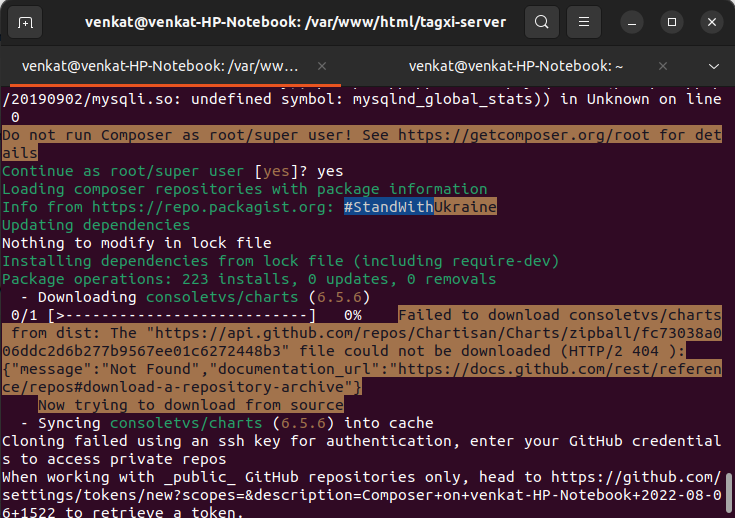 venkat@venkat-HP-Notebook: /var/www/html/tagxi-server
venkat@venkat-HP-Notebook: /var/ww...
venkat@venkat-HP-Notebook: ~
/20190902/mysqli.so: undefined symbol: mysqlnd_global_stats)) in Unknown on line
0
Do not run Composer as root/super user! See https://getcomposer.org/root for det
ails
Continue as root/super user [yes]? yes
Loading composer repositories with package information
Info from https://repo.packagist.org: #StandWithUkraine
Updating dependencies
Nothing to modify in lock file
Installing dependencies from lock file (including require-dev)
Package operations: 223 installs, 0 updates, 0 removals
- Downloading consoletvs/charts (6.5.6)
0/1 [>---------------------------] 0% Failed to download consoletvs/charts
from dist: The "https://api.github.com/repos/Chartisan/Charts/zipball/fc73038a0
06ddc2d6b277b9567ee01c6272448b3" file could not be downloaded (HTTP/2 404 ):
{"message":"Not Found","documentation_url":"https://docs.github.com/rest/referen
ce/repos#download-a-repository-archive"}
Now trying to download from source
- Syncing consoletvs/charts (6.5.6) into cache
Cloning failed using an ssh key for authentication, enter your GitHub credential
s to access private repos
When working with _public_ GitHub repositories only, head to https://github.com/
settings/tokens/new?scopes=&description=Composer+on+venkat-HP-Notebook+2022-08-0
6+1522 to retrieve a token.